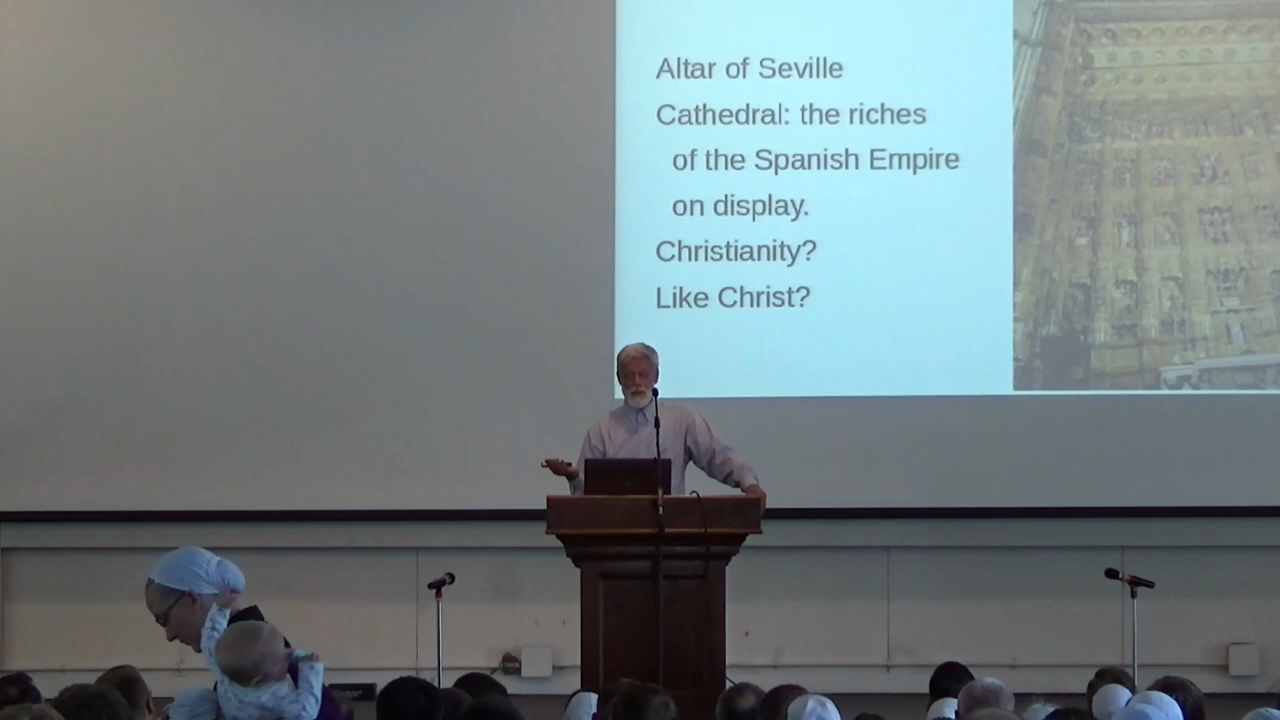 Altar of Seville
Cathedral: the riches
of the Spanish Empire
on display.
Christianity?
Like Christ?